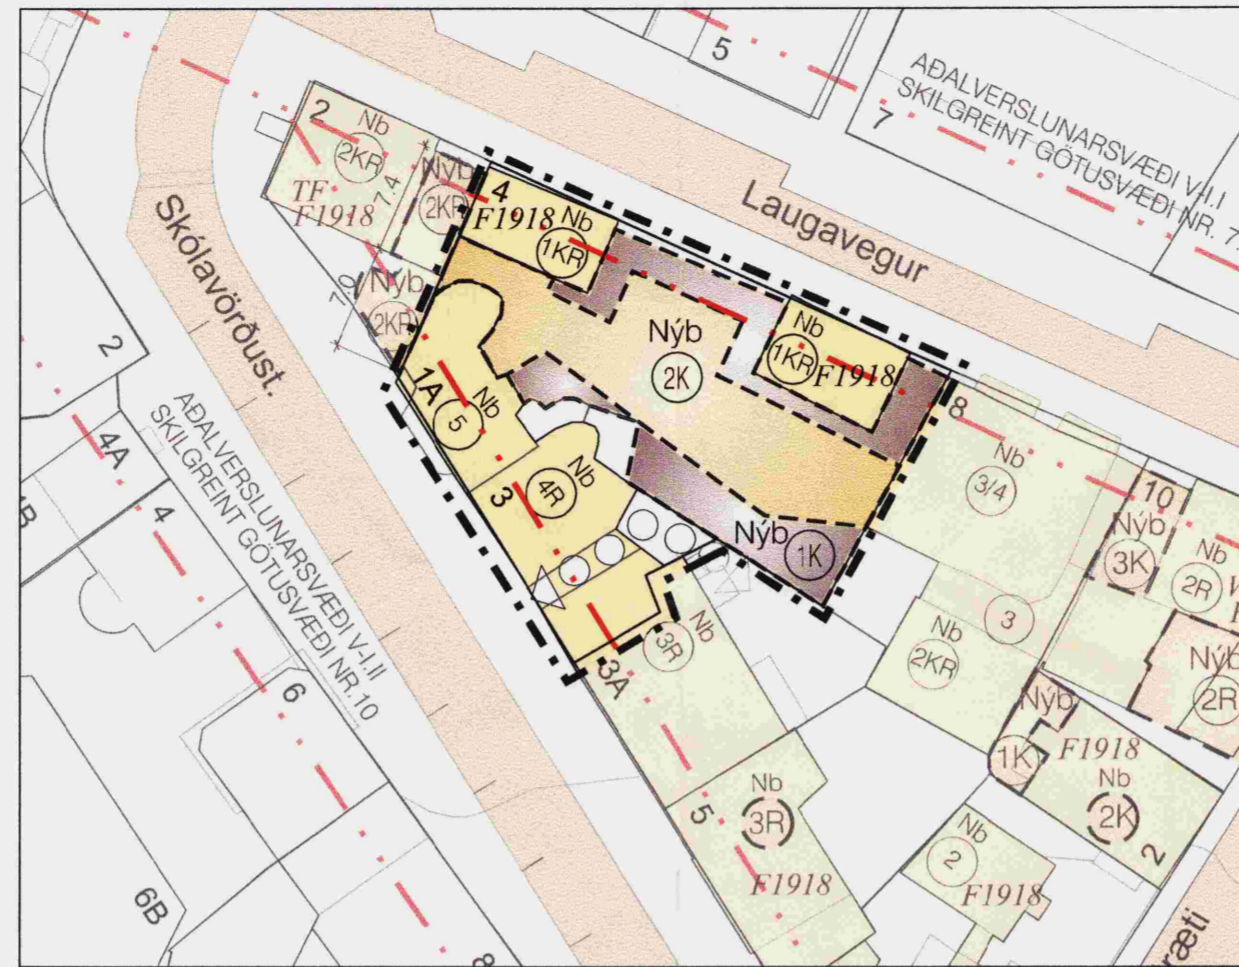 5
7
AÐALVERSLUNARSVÆÐI V-I.I
SKILGREINT GÖTUSVÆÐI NR. 7.
Laugavegur
Skólavörðust.
2
Nb
2KR
TF
F1918
7.4
Nýb
2KR
7.0
Nýb
2KR
4
F1918
Nb
1KR
Nýb
2K
Nb
1KR
F1918
1A
5
Nb
3
4R
Nb
Nýb
1K
8
Nb
3/4
10
Nýb
3K
Nb
2R
Nýb
2R
3
Nb
2KR
Nýb
1K
F1918
Nb
2K
2
Nb
2
F1918
3A
3R
Nb
5
Nb
3R
F1918
2
4A
4
6
6B
8
AÐALVERSLUNARSVÆÐI V-I.II
SKILGREINT GÖTUSVÆÐI NR.10
ræti